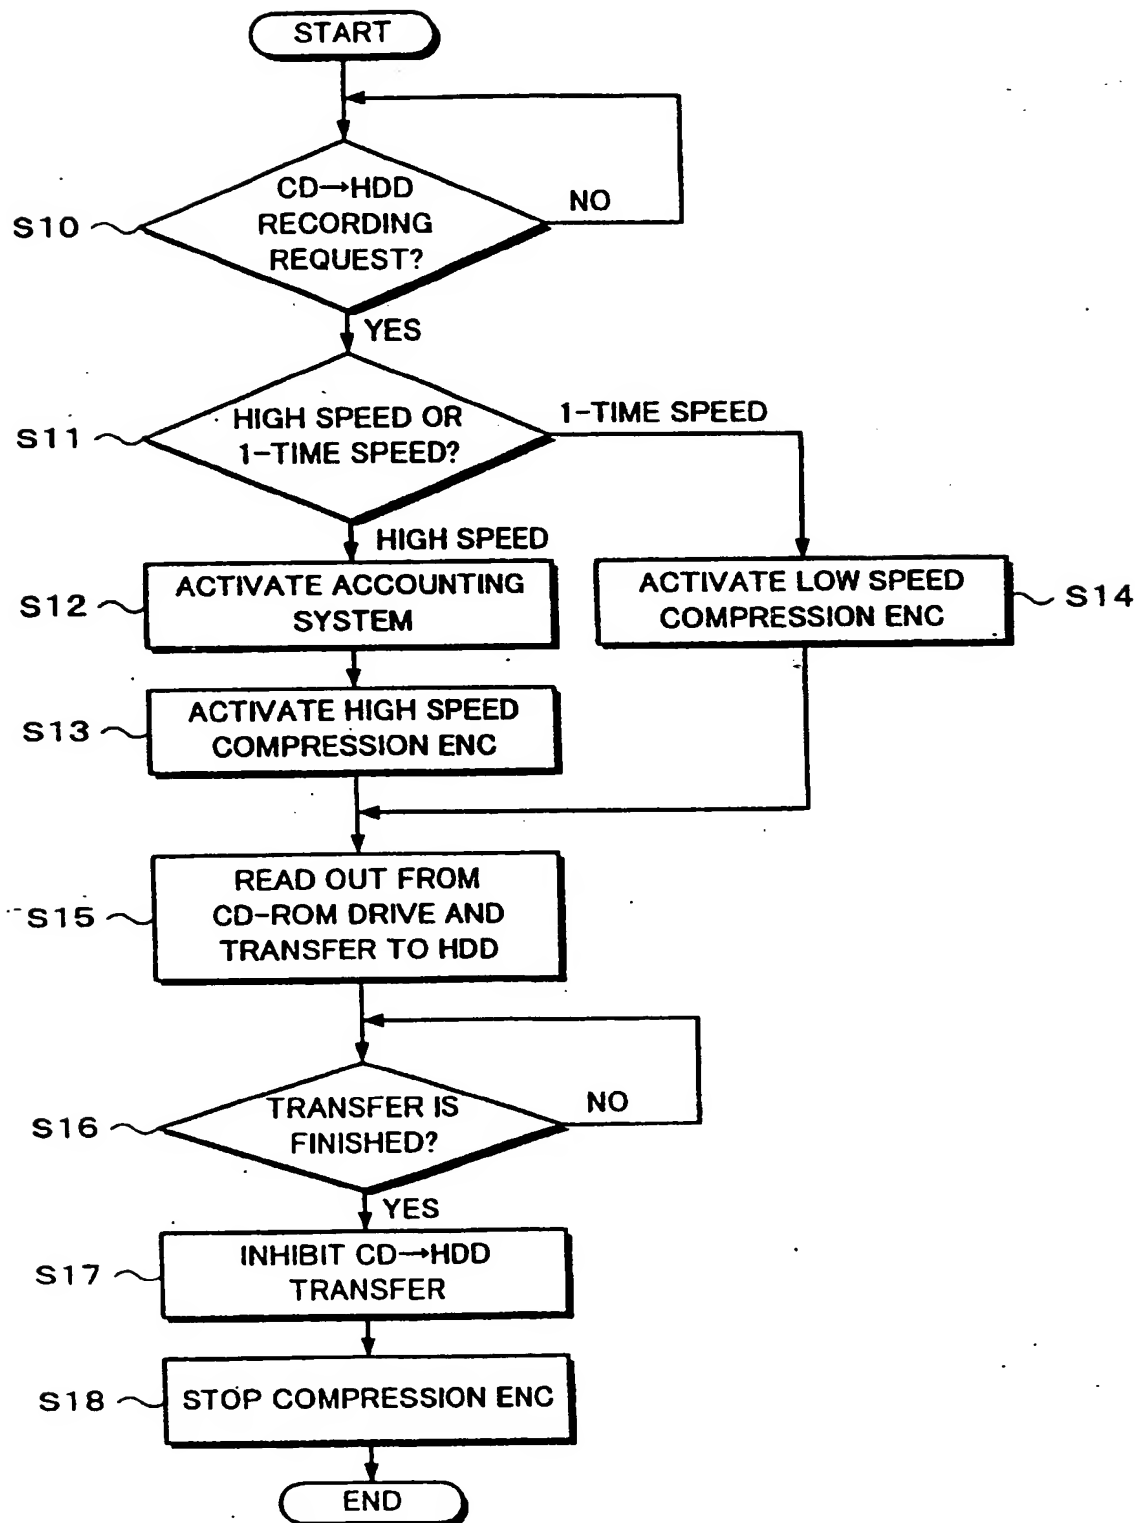 START
CD→HDD
RECORDING
REQUEST?
S10
NO
YES
HIGH SPEED OR
1-TIME SPEED?
S11
1-TIME SPEED
HIGH SPEED
S12
ACTIVATE ACCOUNTING
SYSTEM
ACTIVATE LOW SPEED
COMPRESSION ENC
S14
S13
ACTIVATE HIGH SPEED
COMPRESSION ENC
S15
READ OUT FROM
CD-ROM DRIVE AND
TRANSFER TO HDD
S16
TRANSFER IS
FINISHED?
NO
YES
S17
INHIBIT CD→HDD
TRANSFER
S18
STOP COMPRESSION ENC
END